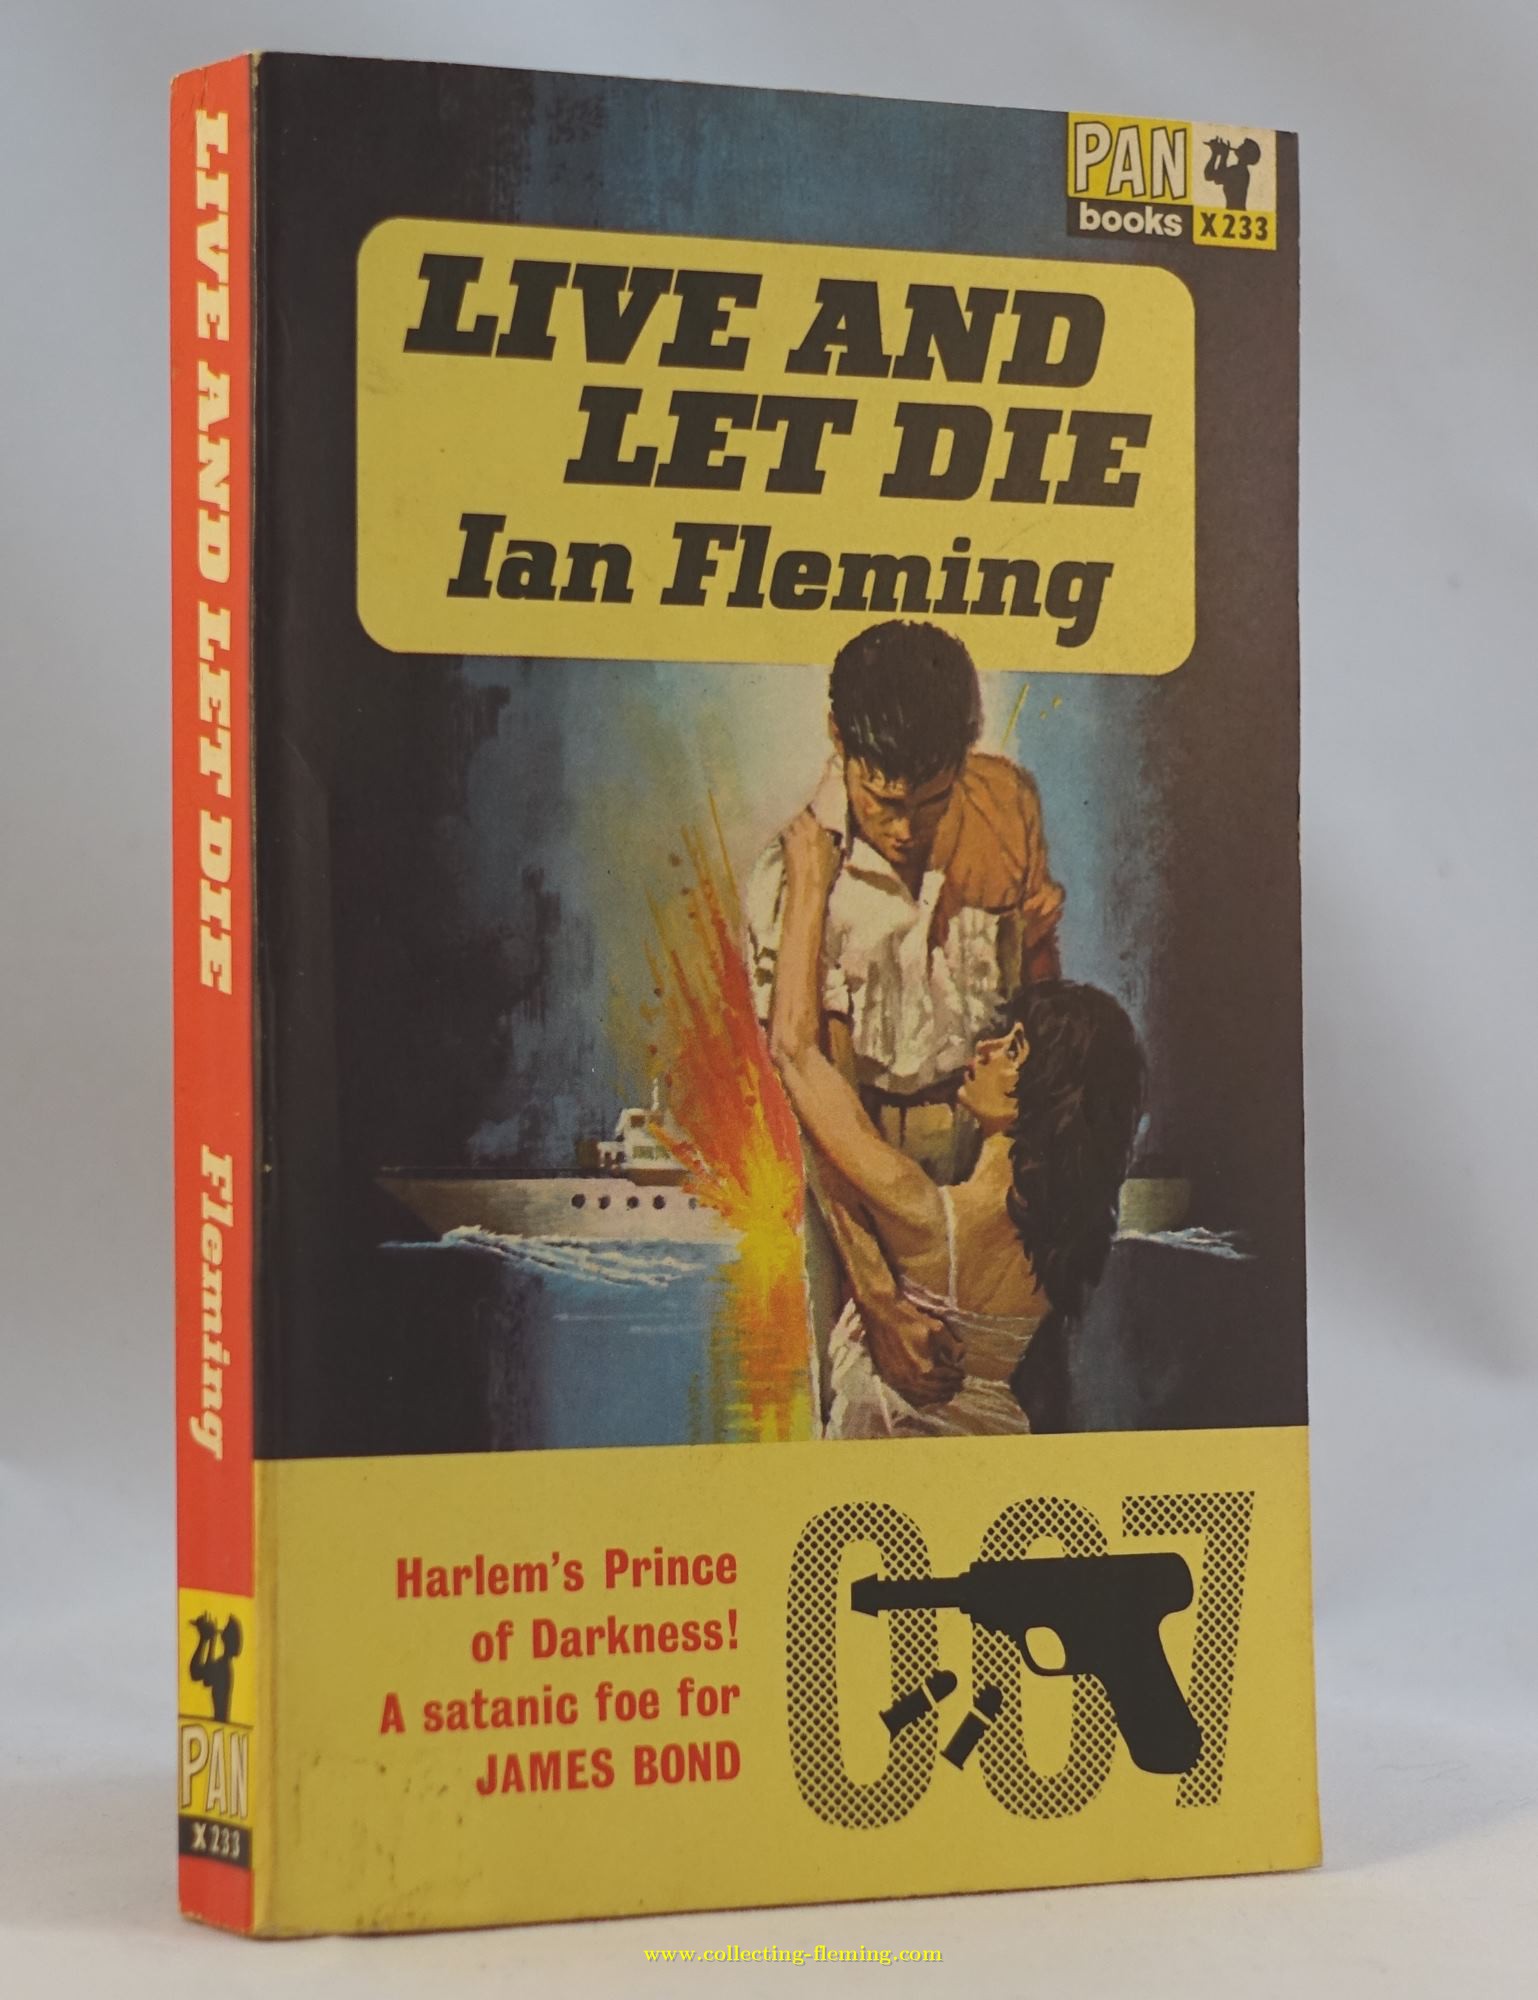 LIVE AND LET DIE Fleming
PAN
X233
PAN
books X233
LIVE AND
LET DIE
Ian Fleming
Harlem's Prince
of Darkness!
A satanic foe for
JAMES BOND
007
www.collecting-fleming.com